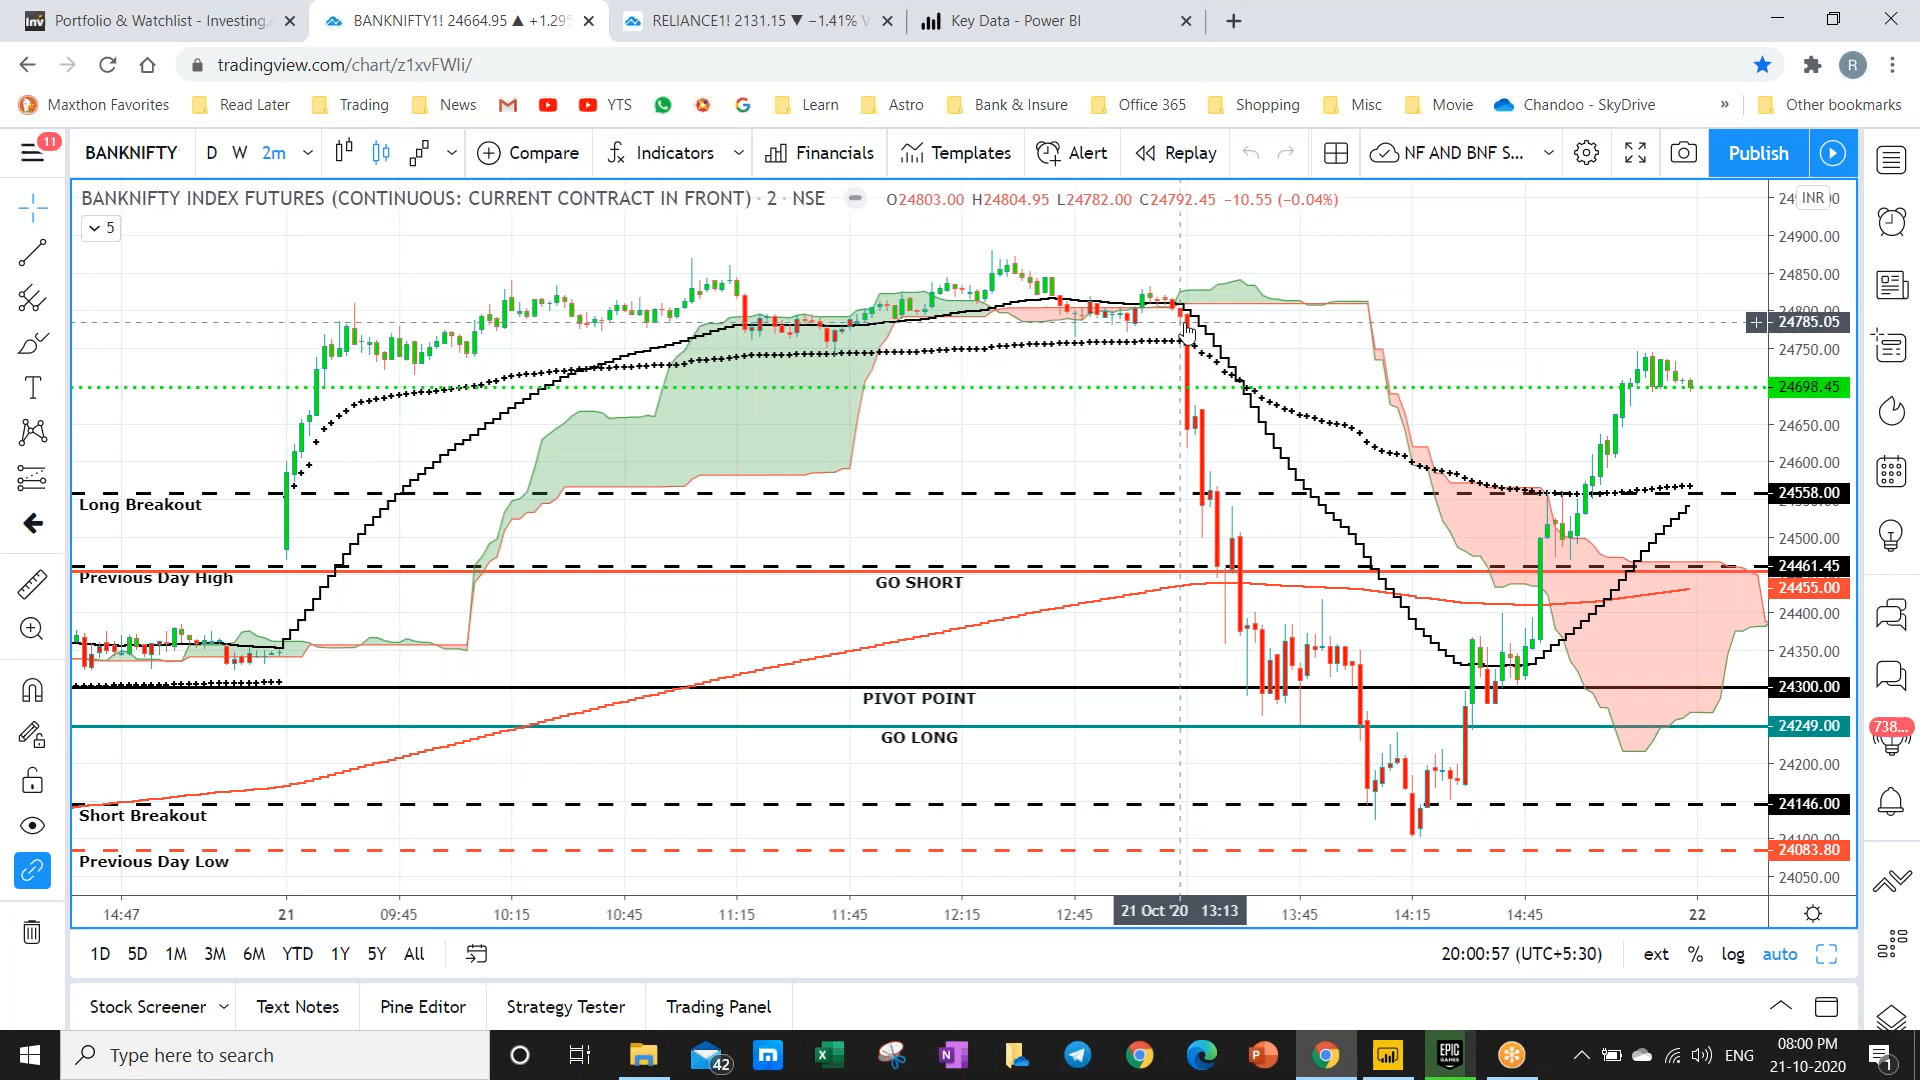 Portfolio & Watchlist - Investing.c
BANKNIFTY1! 24664.95 ▲ +1.29%
RELIANCE1! 2131.15 ▼ −1.41% V
Key Data - Power BI
tradingview.com/chart/z1xvFWli/
R
Maxthon Favorites
Read Later
Trading
News
YTS
Learn
Astro
Bank & Insure
Office 365
Shopping
Misc
Movie
Chandoo - SkyDrive
»
Other bookmarks
11
BANKNIFTY
D W 2m
Compare
Indicators
Financials
Templates
Alert
Replay
NF AND BNF S...
Publish
BANKNIFTY INDEX FUTURES (CONTINUOUS: CURRENT CONTRACT IN FRONT) · 2 · NSE
O24803.00 H24804.95 L24782.00 C24792.45 −10.55 (−0.04%)
INR
5
24900.00
24850.00
24785.05
24750.00
24698.45
24650.00
24600.00
Long Breakout
24558.00
24500.00
24461.45
Previous Day High
GO SHORT
24455.00
24400.00
24350.00
24300.00
PIVOT POINT
24249.00
GO LONG
738...
24200.00
24146.00
Short Breakout
24100.00
24083.80
Previous Day Low
24050.00
14:47
21
09:45
10:15
10:45
11:15
11:45
12:15
12:45
21 Oct '20 13:13
13:45
14:15
14:45
22
1D 5D 1M 3M 6M YTD 1Y 5Y All
20:00:57 (UTC+5:30)
ext % log auto
Stock Screener
Text Notes
Pine Editor
Strategy Tester
Trading Panel
Type here to search
42
EPIC GAMES
ENG
08:00 PM
21-10-2020
1